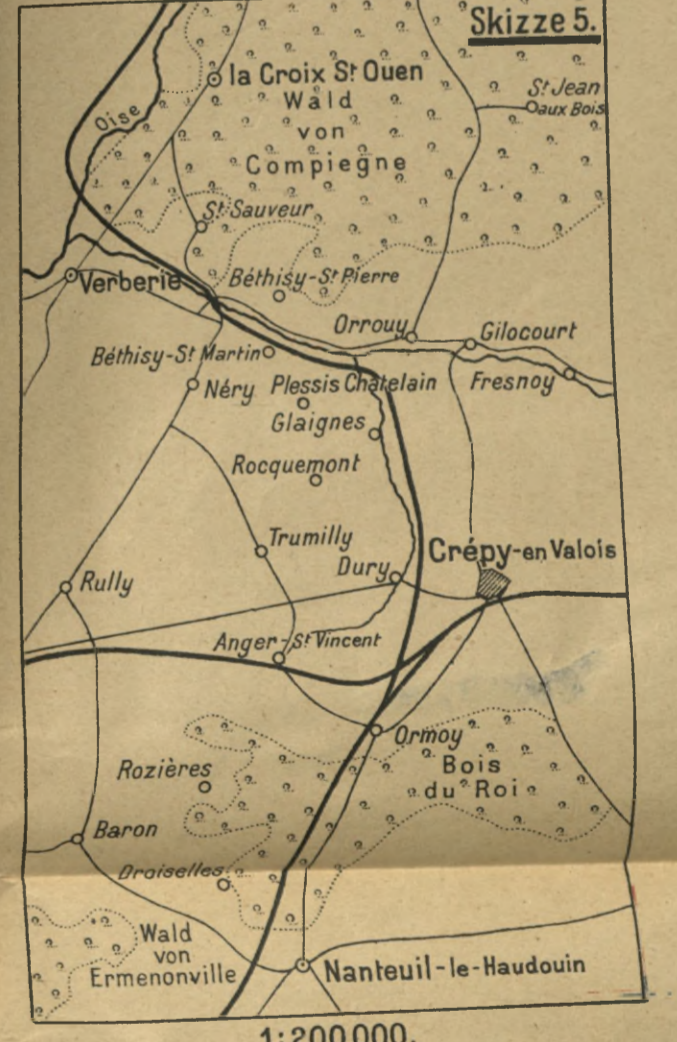 Skizze 5.
la Croix St Ouen
St Jean
aux Bois
Oise
Wald
von
Compiegne
St Sauveur
Verberie
Béthisy-St Pierre
Orrouy
Gilocourt
Béthisy-St Martin
Néry
Plessis Châtelain
Fresnoy
Glaignes
Rocquemont
Trumilly
Crépy-en Valois
Dury
Rully
Anger-St Vincent
Ormoy
Rozières
Bois
du Roi
Baron
Droiselles
Wald
von
Ermenonville
Nanteuil-le-Haudouin
1:200000.